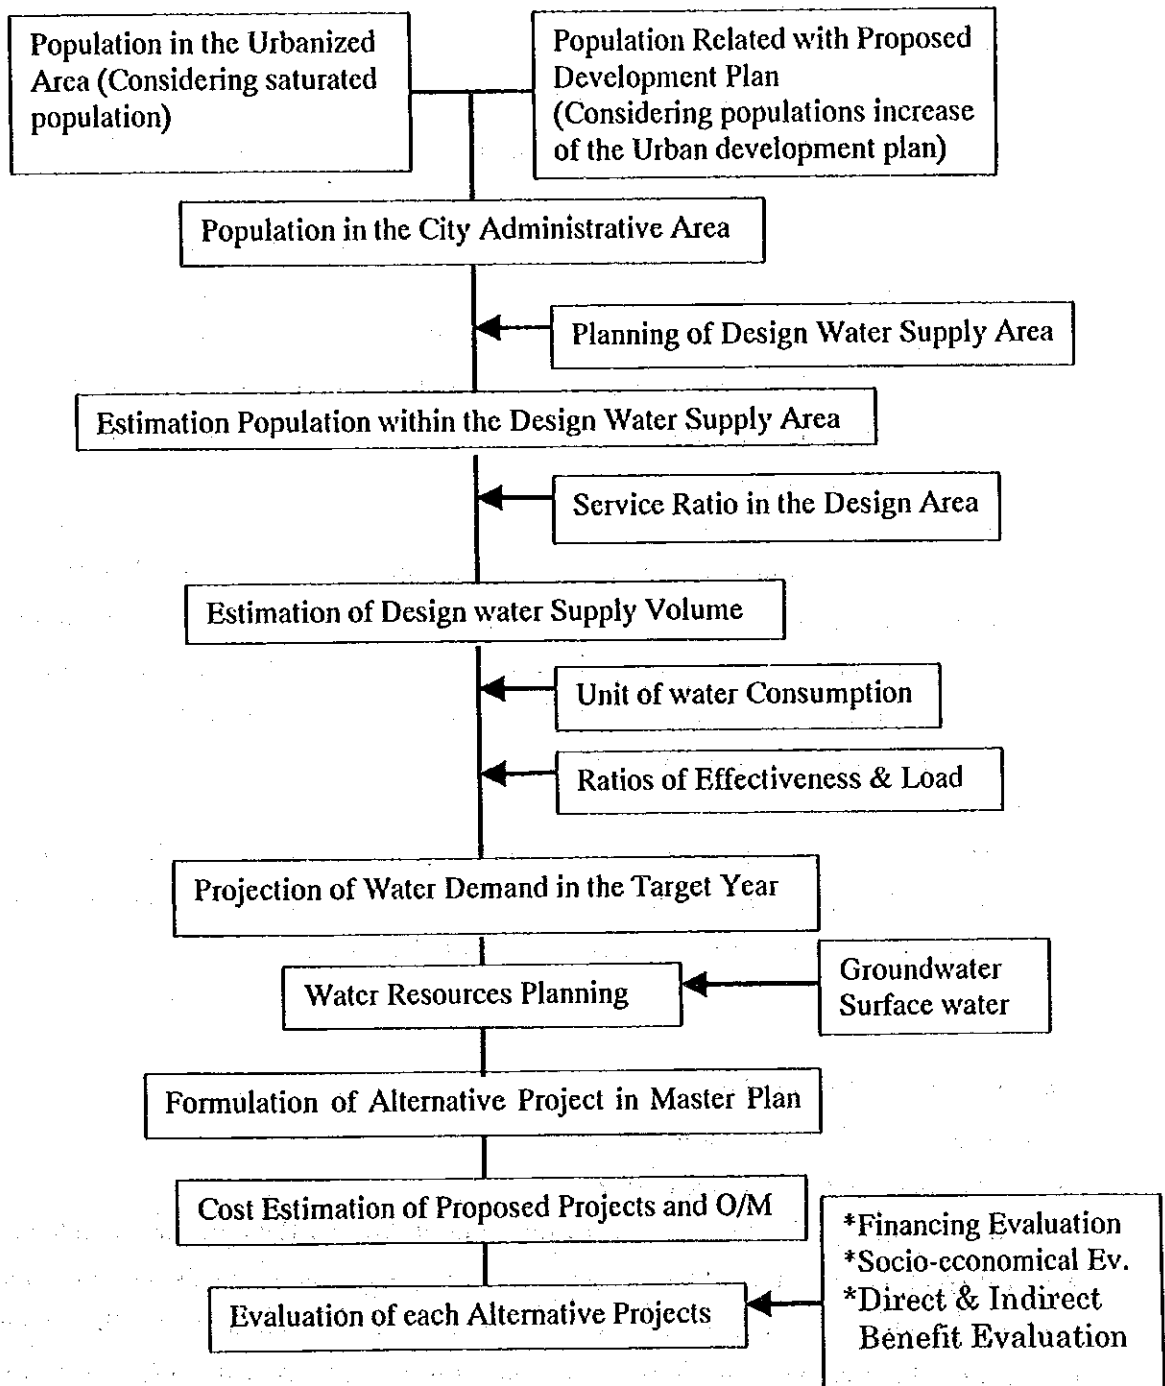 Population in the Urbanized
Area (Considering saturated
population)
Population Related with Proposed
Development Plan
(Considering populations increase
of the Urban development plan)
Population in the City Administrative Area
Planning of Design Water Supply Area
Estimation Population within the Design Water Supply Area
Service Ratio in the Design Area
Estimation of Design water Supply Volume
Unit of water Consumption
Ratios of Effectiveness & Load
Projection of Water Demand in the Target Year
Water Resources Planning
Groundwater
Surface water
Formulation of Alternative Project in Master Plan
Cost Estimation of Proposed Projects and O/M
*Financing Evaluation
*Socio-economical Ev.
*Direct & Indirect
Benefit Evaluation
Evaluation of each Alternative Projects